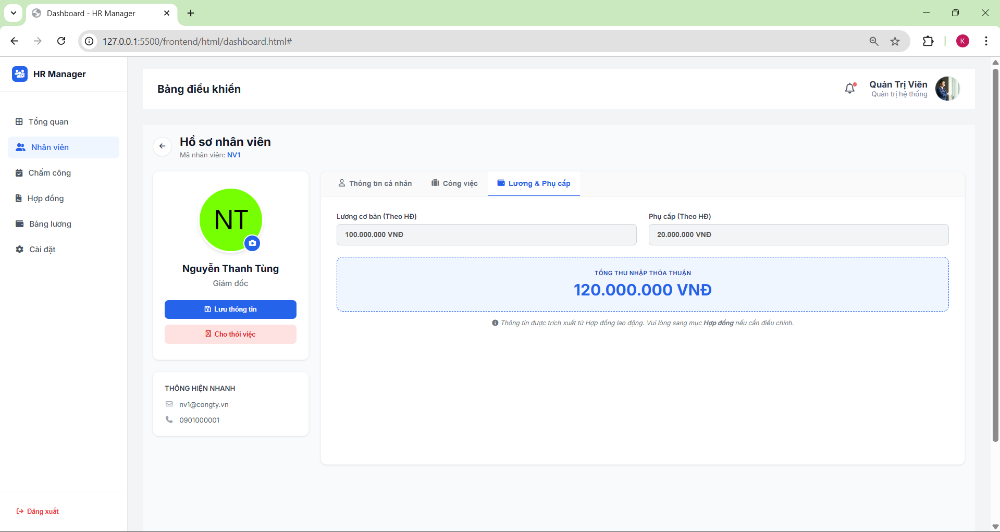 Dashboard - HR Manager
127.0.0.1:5500/frontend/html/dashboard.html#
K
HR Manager
Bảng điều khiển
Quản Trị Viên
Quản trị hệ thống
Tổng quan
Nhân viên
Chấm công
Hợp đồng
Bảng lương
Cài đặt
Đăng xuất
Hồ sơ nhân viên
Mã nhân viên: NV1
NT
Nguyễn Thanh Tùng
Giám đốc
Lưu thông tin
Cho thôi việc
THÔNG HIỆN NHANH
nv1@congty.vn
0901000001
Thông tin cá nhân
Công việc
Lương & Phụ cấp
Lương cơ bản (Theo HĐ)
Phụ cấp (Theo HĐ)
100.000.000 VNĐ
20.000.000 VNĐ
TỔNG THU NHẬP THỎA THUẬN
120.000.000 VNĐ
Thông tin được trích xuất từ Hợp đồng lao động. Vui lòng sang mục Hợp đồng nếu cần điều chỉnh.